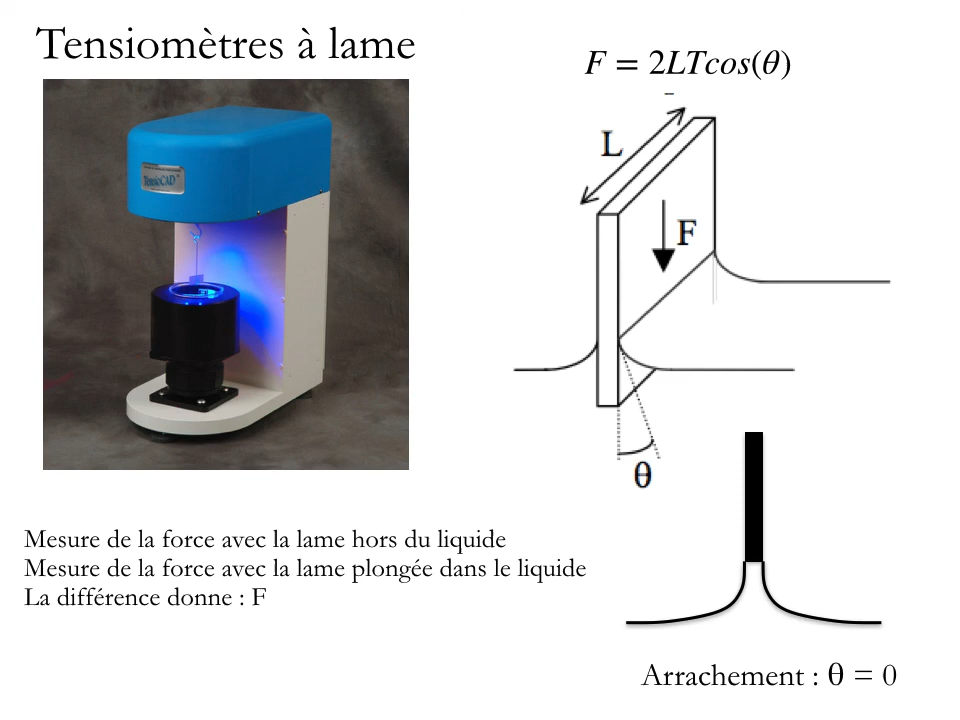 Tensiomètres à lame
F = 2LTcos(θ)
TensioCAD
L
F
θ
Mesure de la force avec la lame hors du liquide
Mesure de la force avec la lame plongée dans le liquide
La différence donne : F
Arrachement : θ = 0